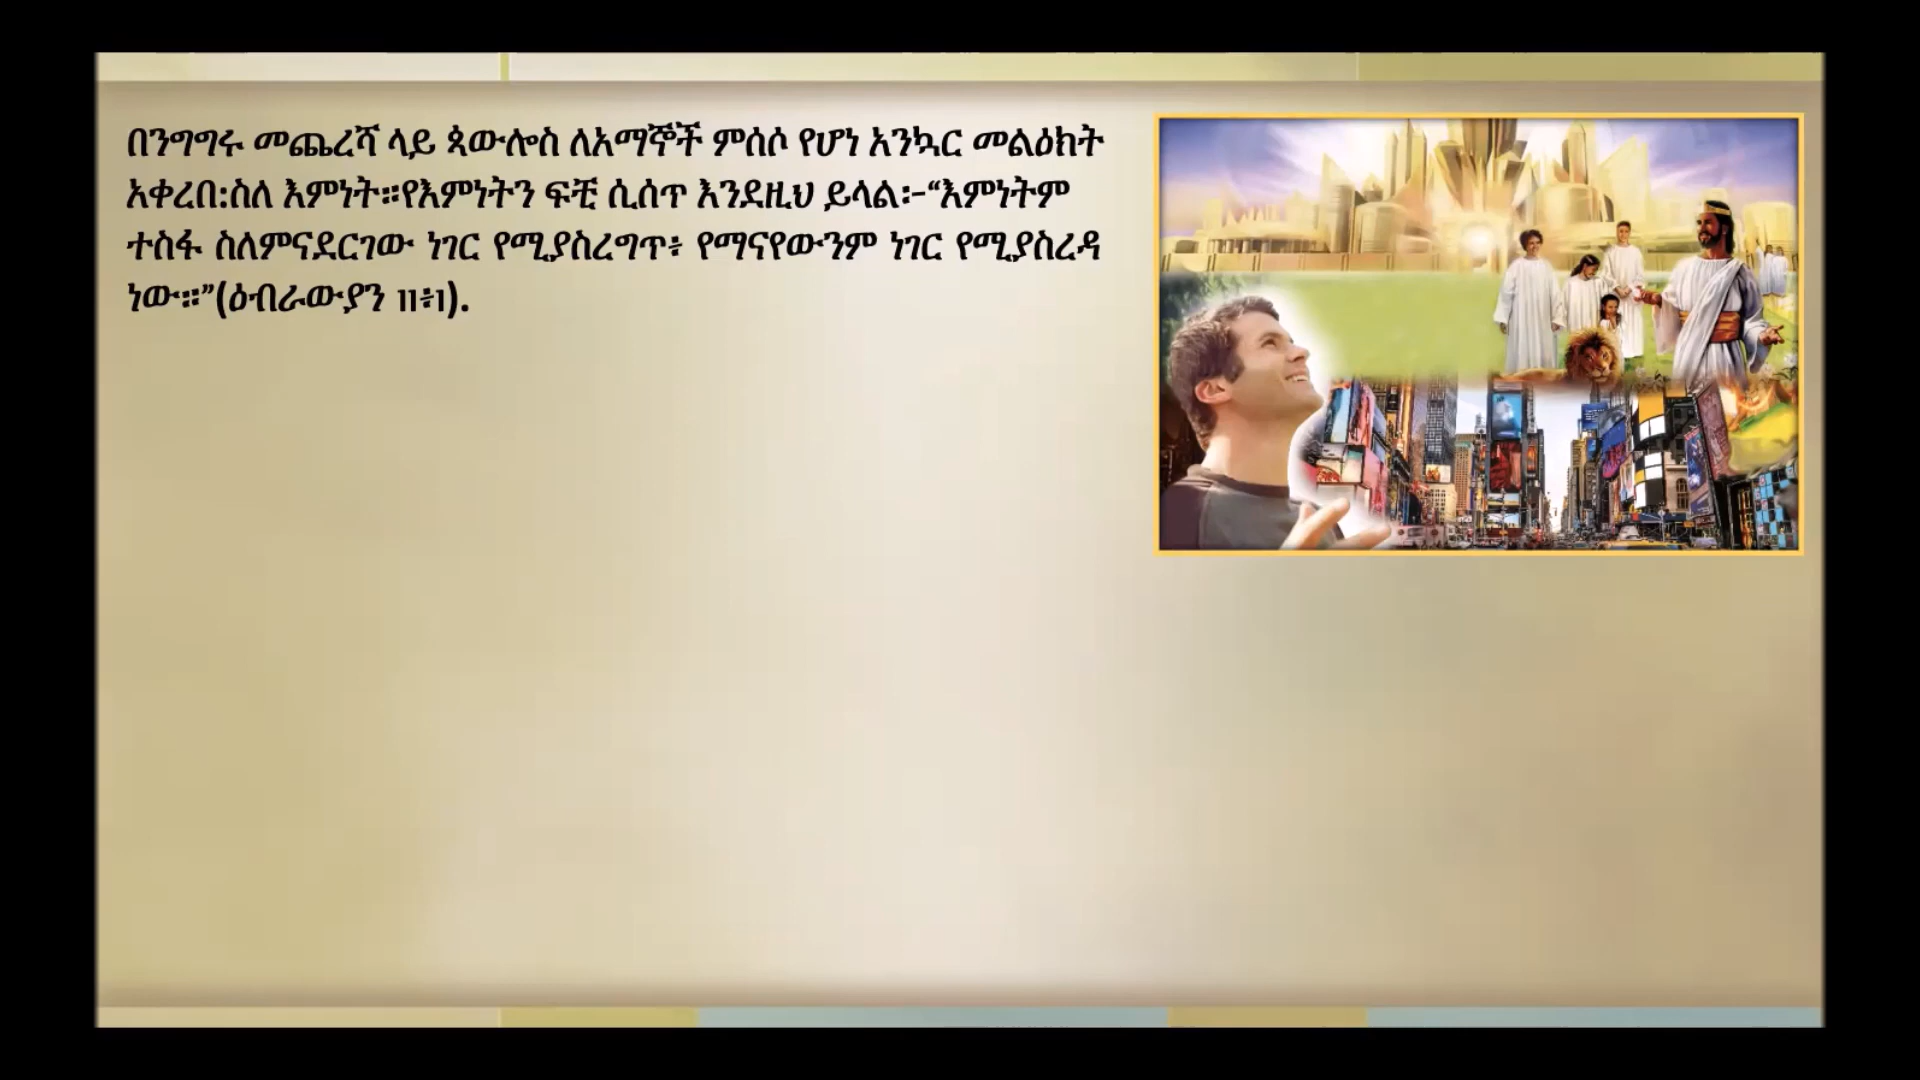 በንግግሩ መጨረሻ ላይ ጳውሎስ ለአማኞች ምሰሶ የሆነ አንኳር መልዕክት
አቀረበ:ስለ እምነት።የእምነትን ፍቺ ሲሰጥ እንደዚህ ይላል፡-“እምነትም
ተስፋ ስለምናደርገው ነገር የሚያስረግጥ፥ የማናየውንም ነገር የሚያስረዳ
ነው።”(ዕብራውያን 11፥1).